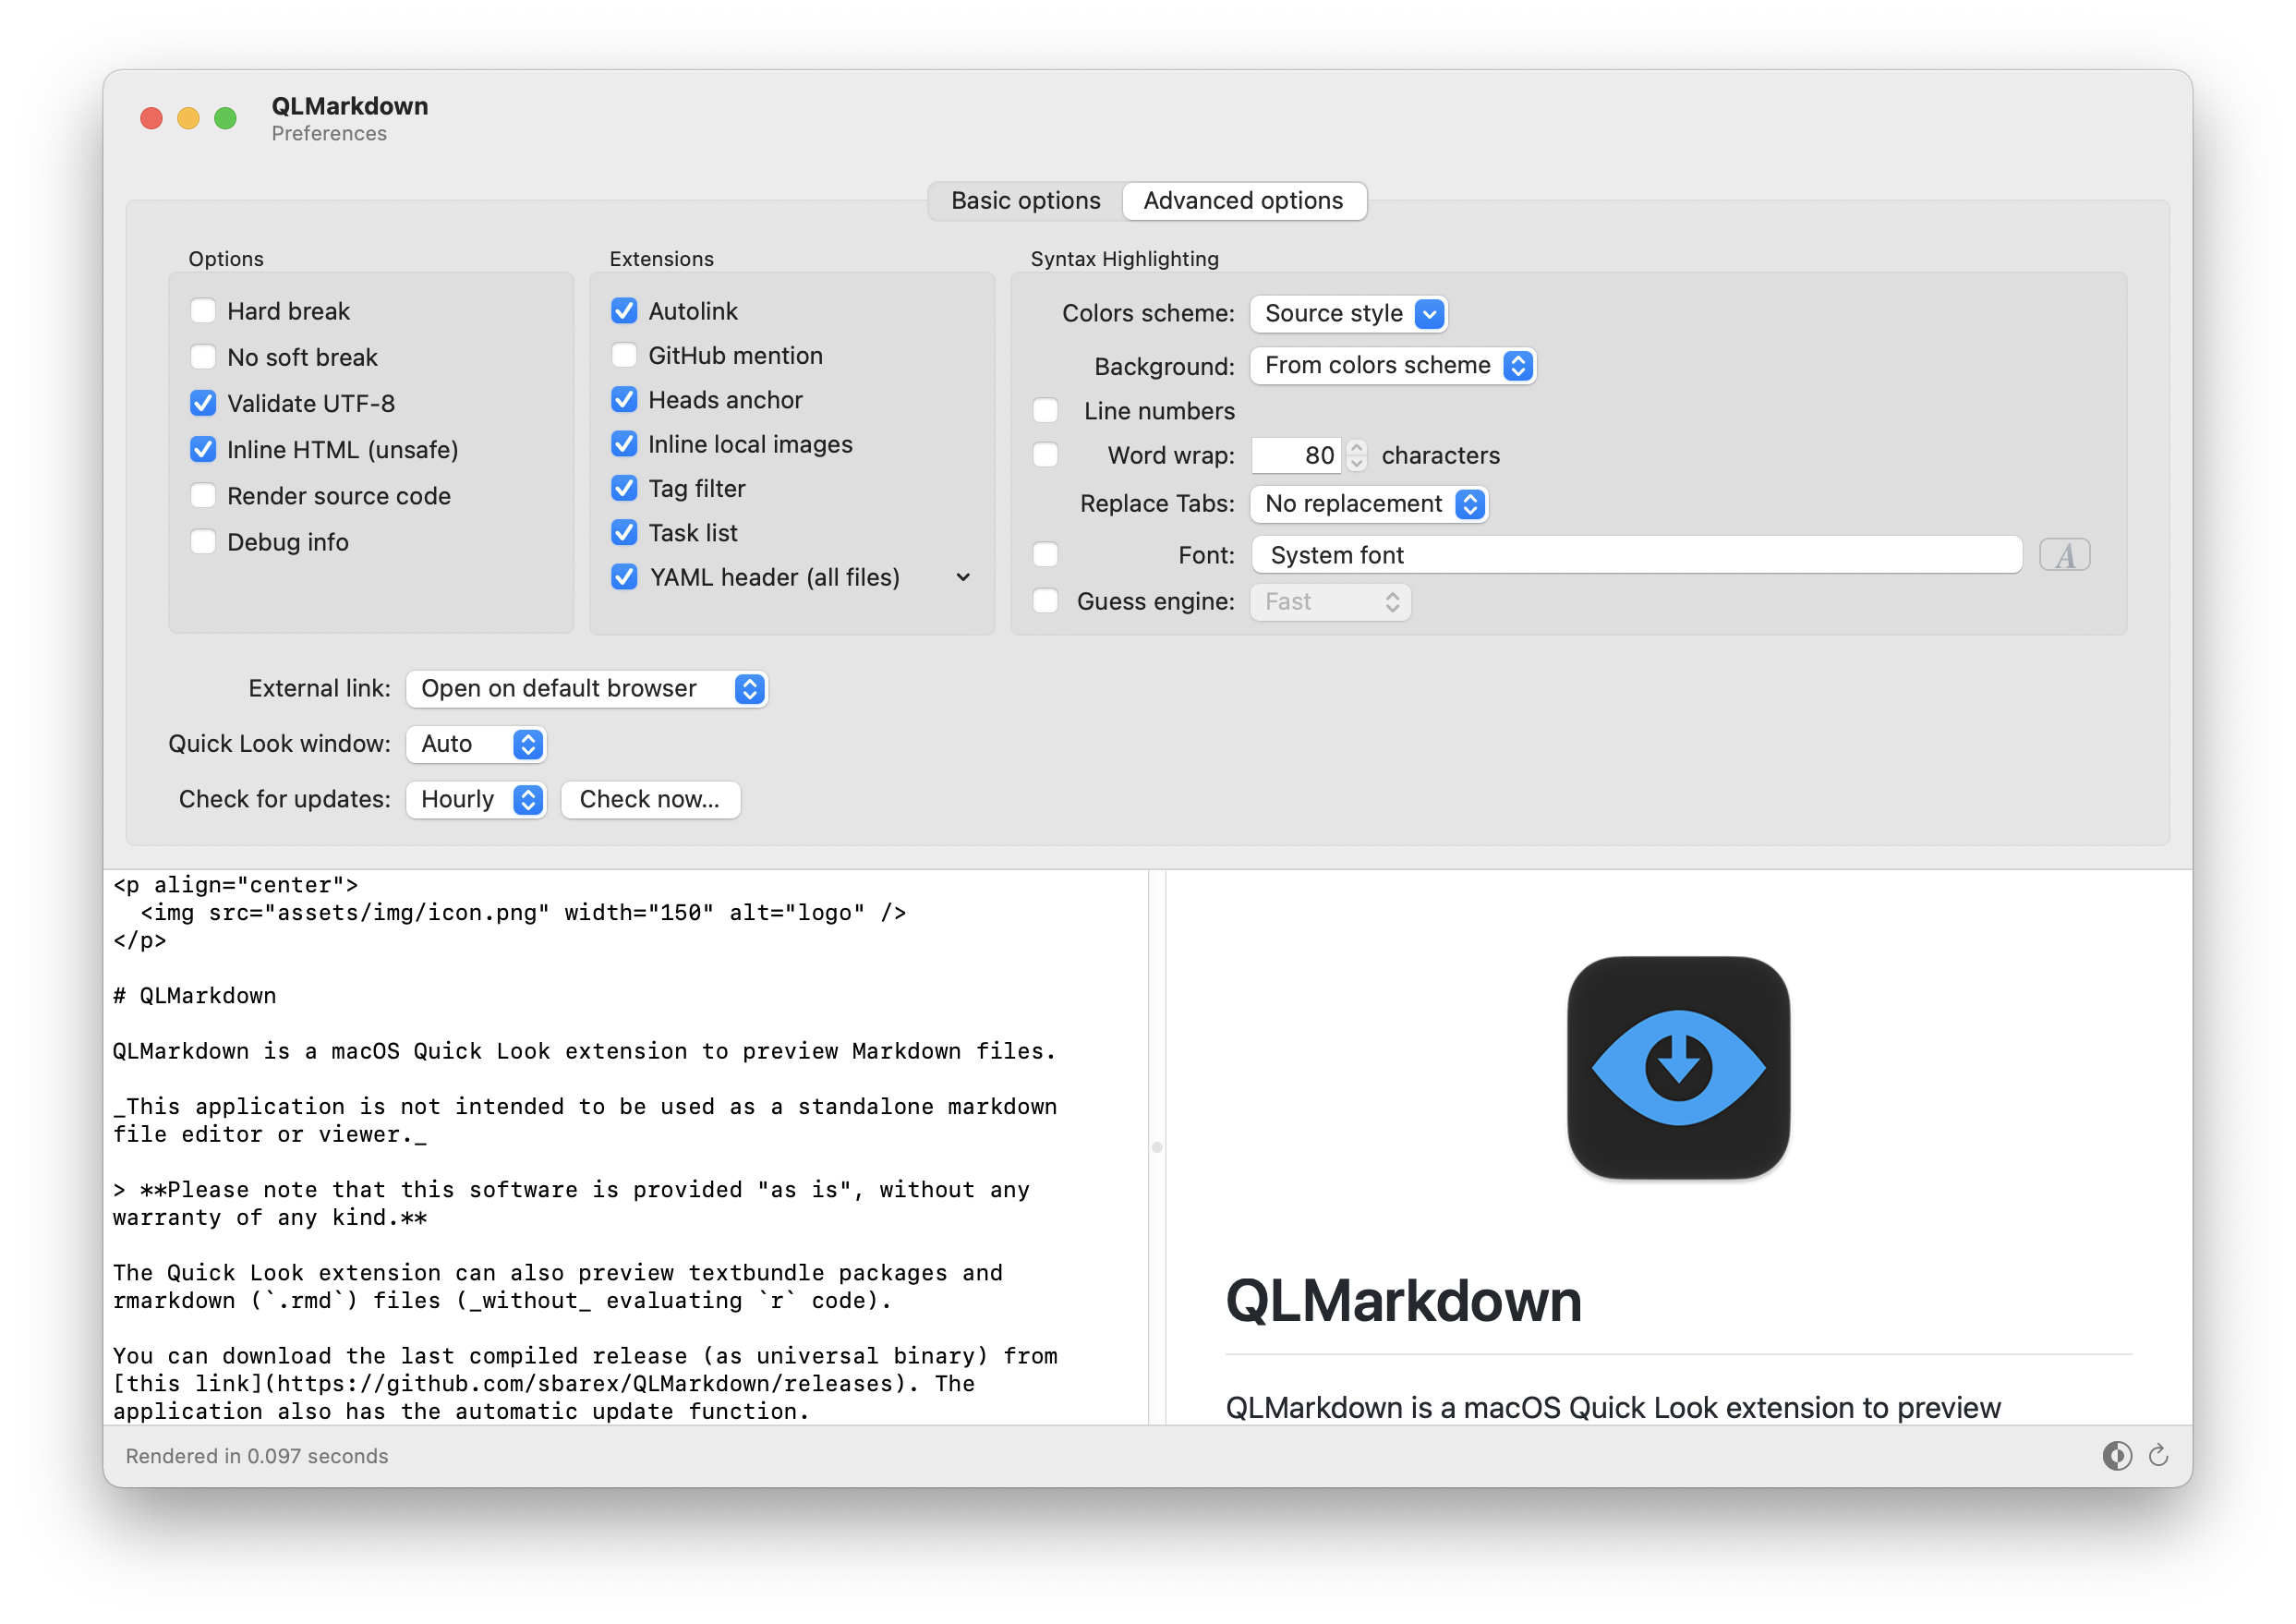 QLMarkdown
Preferences
Basic options
Advanced options
Options
Hard break
No soft break
Validate UTF-8
Inline HTML (unsafe)
Render source code
Debug info
Extensions
Autolink
GitHub mention
Heads anchor
Inline local images
Tag filter
Task list
YAML header (all files)
Syntax Highlighting
Colors scheme: Source style
Background: From colors scheme
Line numbers
Word wrap: 80 characters
Replace Tabs: No replacement
Font: System font A
Guess engine: Fast
External link: Open on default browser
Quick Look window: Auto
Check for updates: Hourly Check now...
<p align="center">
  <img src="assets/img/icon.png" width="150" alt="logo" />
</p>
# QLMarkdown
QLMarkdown is a macOS Quick Look extension to preview Markdown files.
_This application is not intended to be used as a standalone markdown
file editor or viewer._
> **Please note that this software is provided "as is", without any
warranty of any kind.**
The Quick Look extension can also preview textbundle packages and
rmarkdown (`.rmd`) files (_without_ evaluating `r` code).
You can download the last compiled release (as universal binary) from
[this link](https://github.com/sbarex/QLMarkdown/releases). The
application also has the automatic update function.
QLMarkdown
QLMarkdown is a macOS Quick Look extension to preview
Rendered in 0.097 seconds